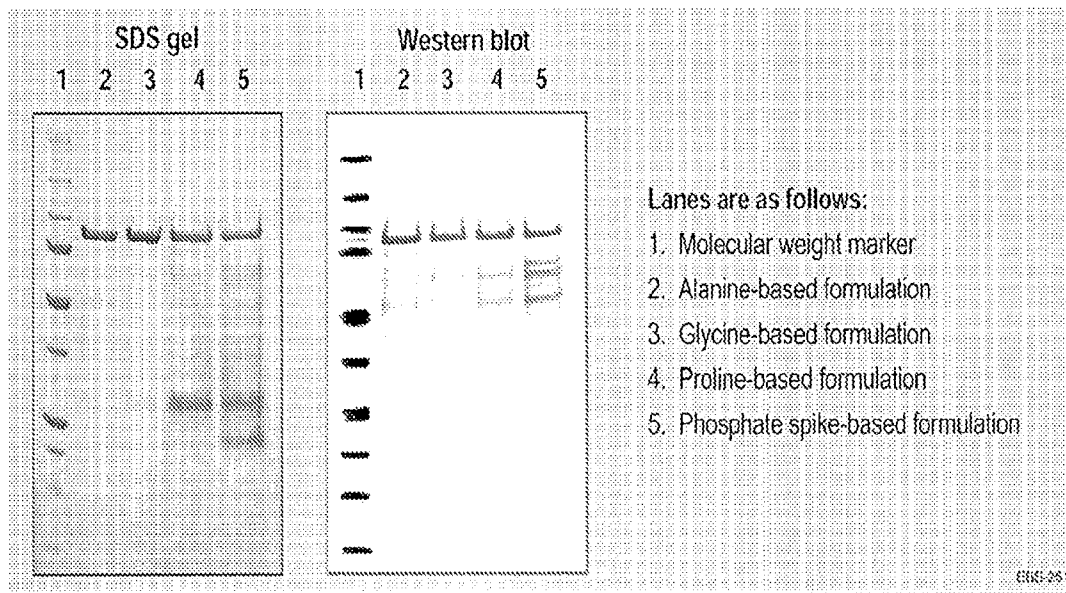 SDS gel
1 2 3 4 5
Western blot
1 2 3 4 5
Lanes are as follows:
1. Molecular weight marker
2. Alanine-based formulation
3. Glycine-based formulation
4. Proline-based formulation
5. Phosphate spike-based formulation